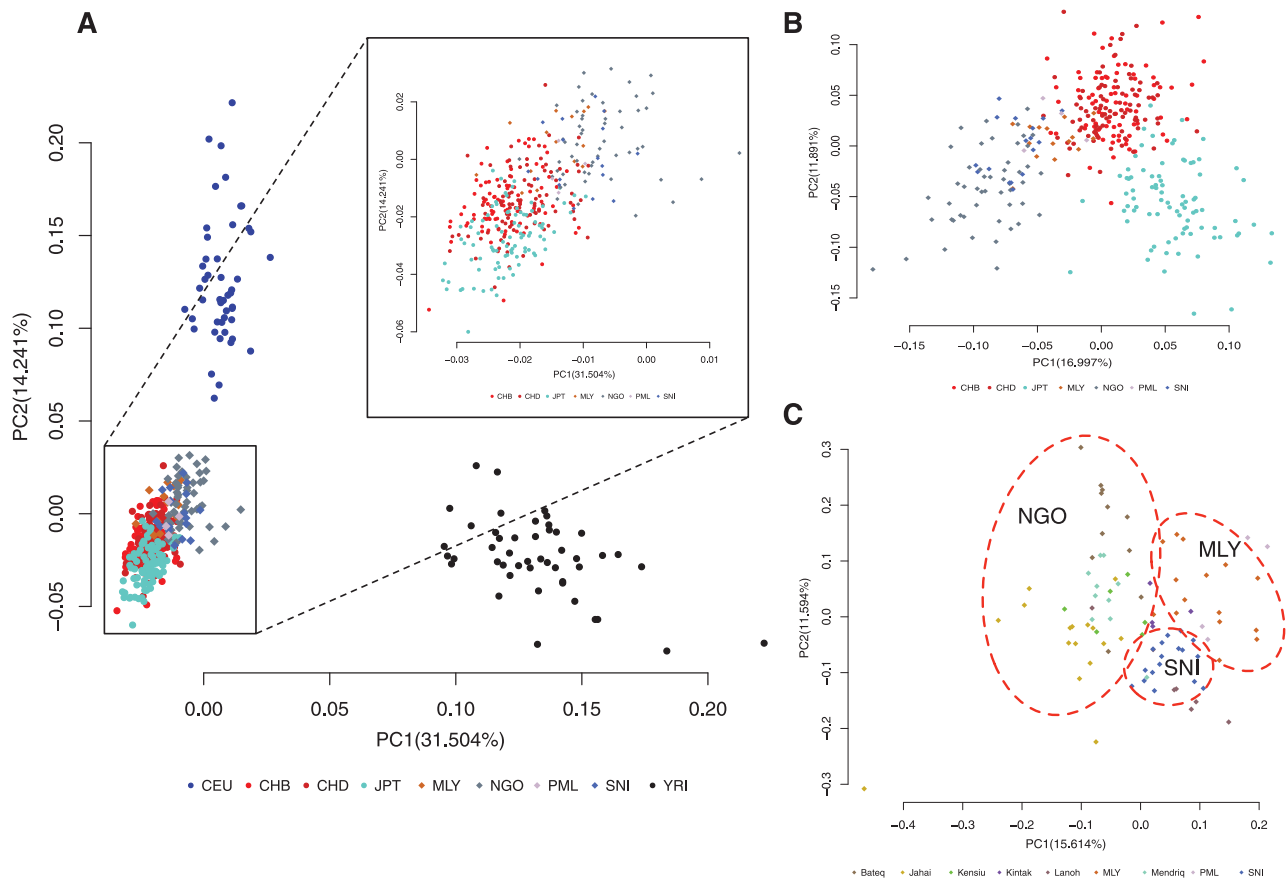 A
PC2(14.241%)
0.20
0.15
0.10
0.05
0.00
−0.05
0.00
0.05
0.10
0.15
0.20
PC1(31.504%)
CEU CHB CHD JPT MLY NGO PML SNI YRI
PC2(14.241%)
0.02
0.00
−0.02
−0.04
−0.06
−0.03
−0.02
−0.01
0.00
0.01
PC1(31.504%)
CHB CHD JPT MLY NGO PML SNI
B
PC2(11.891%)
0.10
0.05
0.00
−0.05
−0.10
−0.15
−0.15
−0.10
−0.05
0.00
0.05
0.10
PC1(16.997%)
CHB CHD JPT MLY NGO PML SNI
C
PC2(11.594%)
0.3
0.2
0.1
0.0
−0.1
−0.2
−0.3
NGO
MLY
SNI
−0.4
−0.3
−0.2
−0.1
0.0
0.1
0.2
PC1(15.614%)
Bateq Jahai Kensiu Kintak Lanoh MLY Mendriq PML SNI